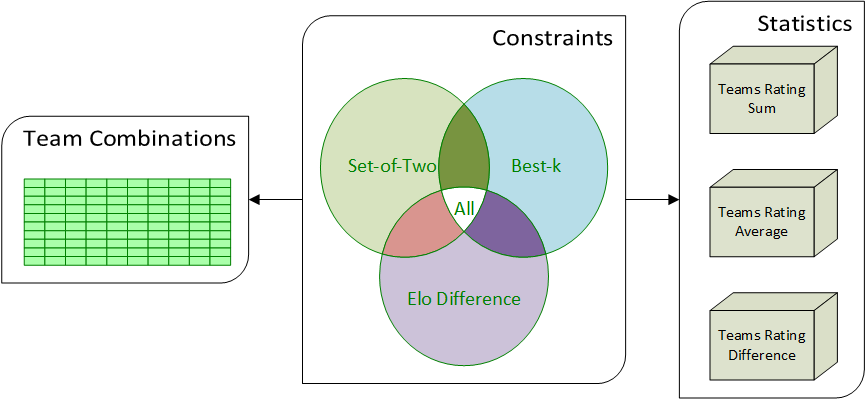 Team Combinations
Constraints
Set-of-Two
Best-k
All
Elo Difference
Statistics
Teams Rating
Sum
Teams Rating
Average
Teams Rating
Difference